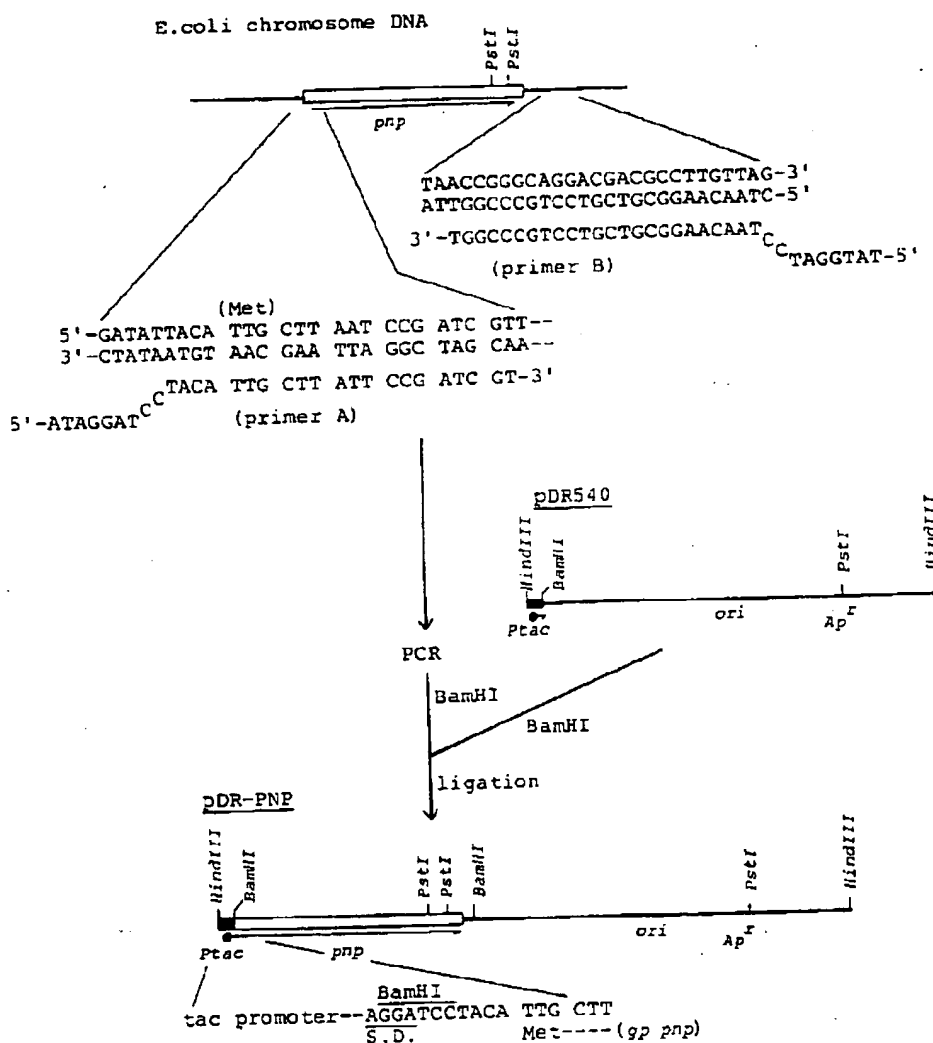 E.coli chromosome DNA
PstI
PstI
pnp
TAACCGGGCAGGACGACGCCTTGTTAG-3'
ATTGGCCCGTCCTGCTGCGGAACAATC-5'
3'-TGGCCCGTCCTGCTGCGGAACAATCCTAGGTAT-5'
(primer B)
(Met)
5'-GATATTACA TTG CTT AAT CCG ATC GTT--
3'-CTATAATGT AAC GAA TTA GGC TAG CAA--
5'-ATAGGATCCTACA TTG CTT ATT CCG ATC GT-3'
(primer A)
pDR540
HindIII
BamHI
PstI
HindIII
Ptac
ori
Ap^r
PCR
BamHI
BamHI
ligation
pDR-PNP
HindIII
BamHI
PstI
PstI
BamHI
PstI
HindIII
Ptac
pnp
ori
Ap^r
BamHI
tac promoter--AGGATCCTACA TTG CTT
S.D.
Met----(gp pnp)